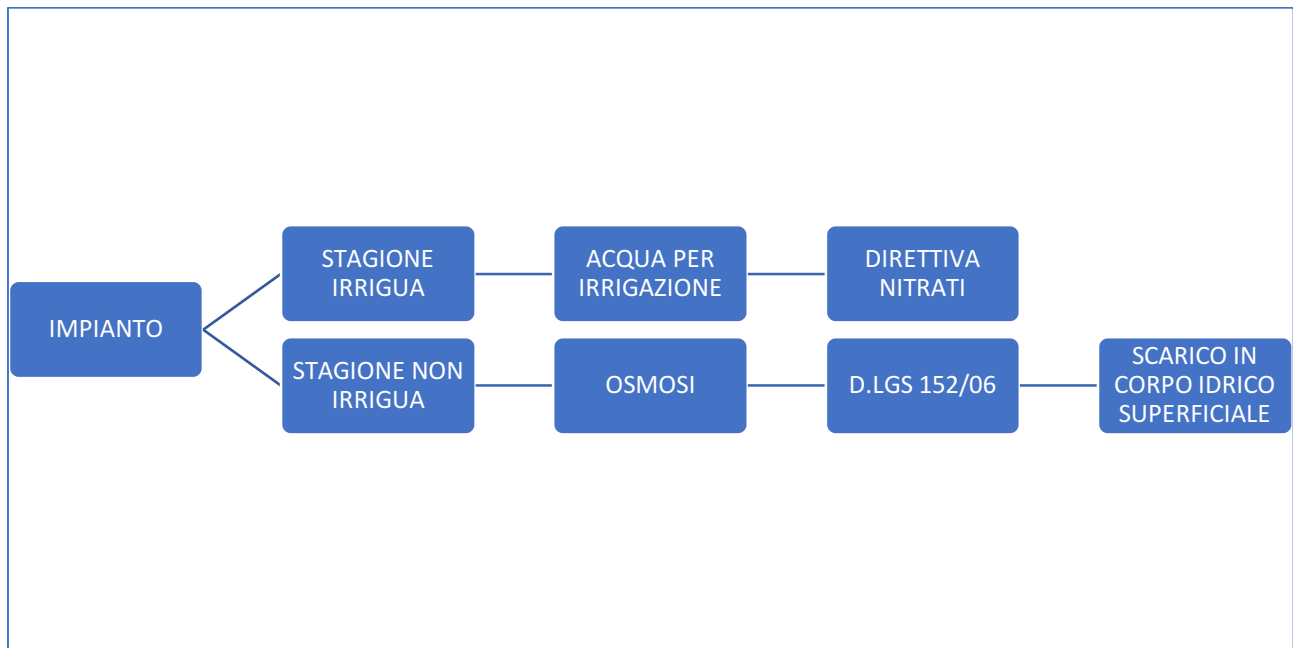 IMPIANTO
STAGIONE
IRRIGUA
ACQUA PER
IRRIGAZIONE
DIRETTIVA
NITRATI
STAGIONE NON
IRRIGUA
OSMOSI
D.LGS 152/06
SCARICO IN
CORPO IDRICO
SUPERFICIALE